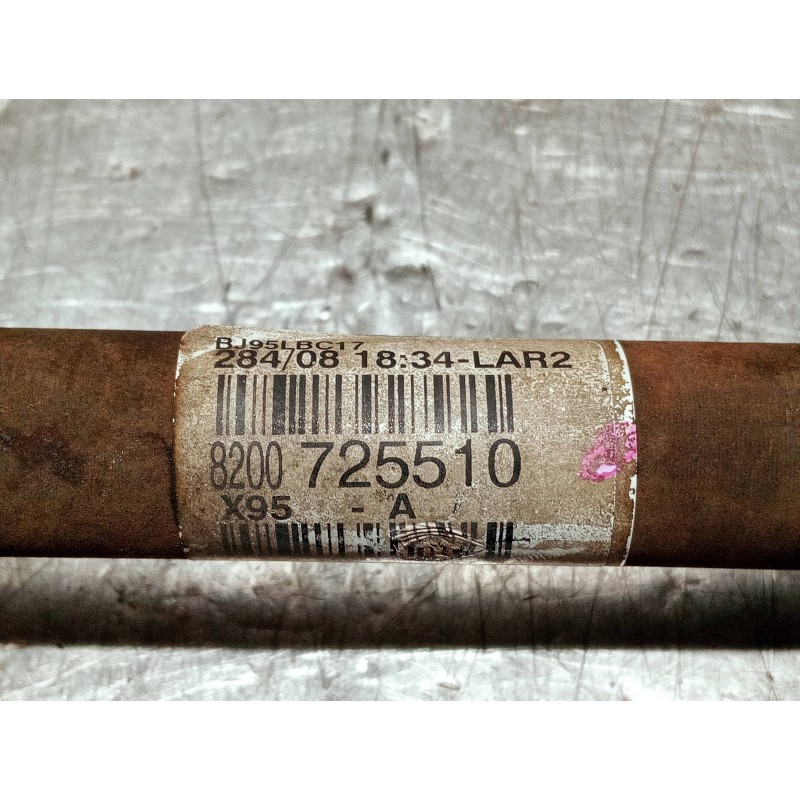 BJ95LBC17
284/08 18:34-LAR2
8200 725510
X95 - A